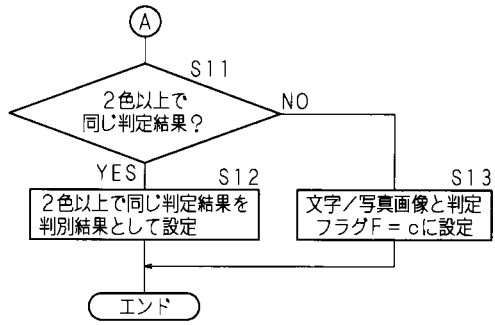 A
S11
2色以上で
同じ判定結果?
NO
YES
S12
2色以上で同じ判定結果を
判別結果として設定
S13
文字/写真画像と判定
フラグF=cに設定
エンド